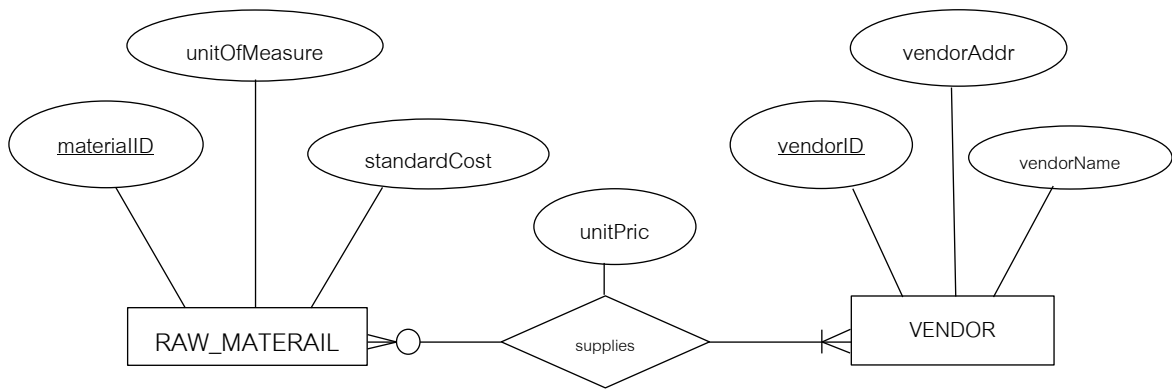 unitOfMeasure
vendorAddr
materialID
standardCost
vendorID
vendorName
unitPric
RAW_MATERAIL
supplies
VENDOR